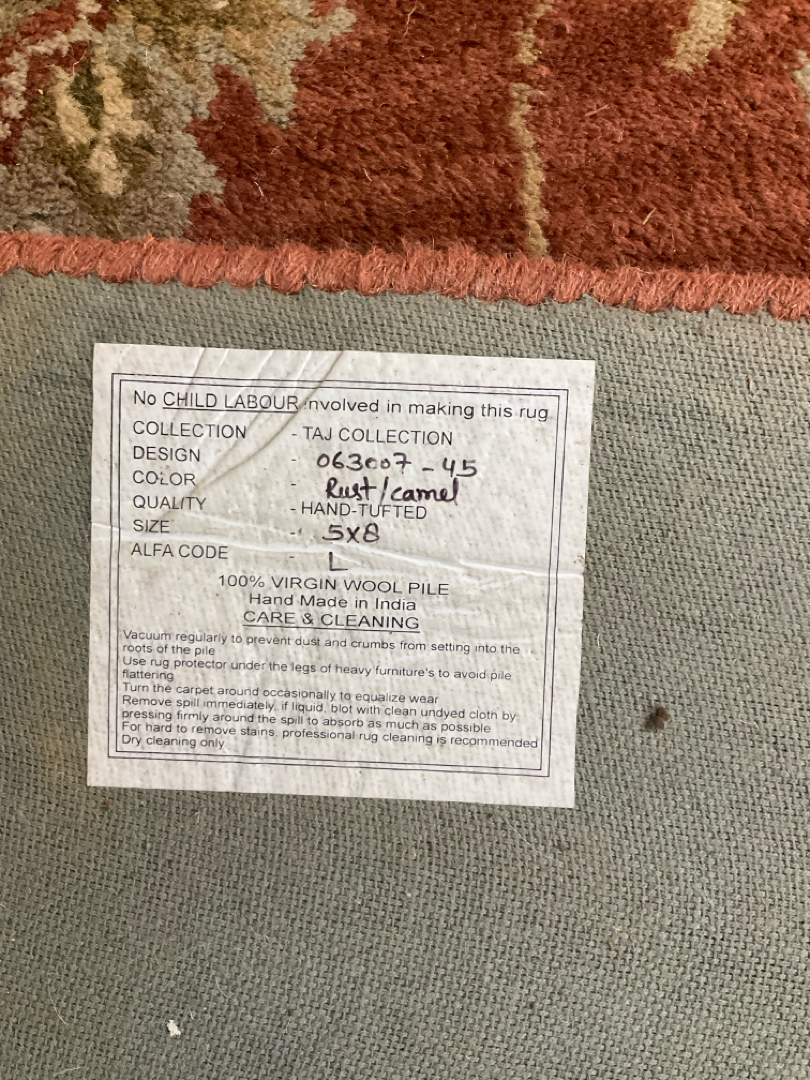 No CHILD LABOUR involved in making this rug
COLLECTION - TAJ COLLECTION
DESIGN - 063007 - 45
COLOR - Rust/camel
QUALITY - HAND-TUFTED
SIZE - 5x8
ALFA CODE - L
100% VIRGIN WOOL PILE
Hand Made in India
CARE & CLEANING
Vacuum regularly to prevent dust and crumbs from setting into the
roots of the pile
Use rug protector under the legs of heavy furniture's to avoid pile
flattering
Turn the carpet around occasionally to equalize wear
Remove spill immediately, if liquid, blot with clean undyed cloth by
pressing firmly around the spill to absorb as much as possible
For hard to remove stains, professional rug cleaning is recommended
Dry cleaning only